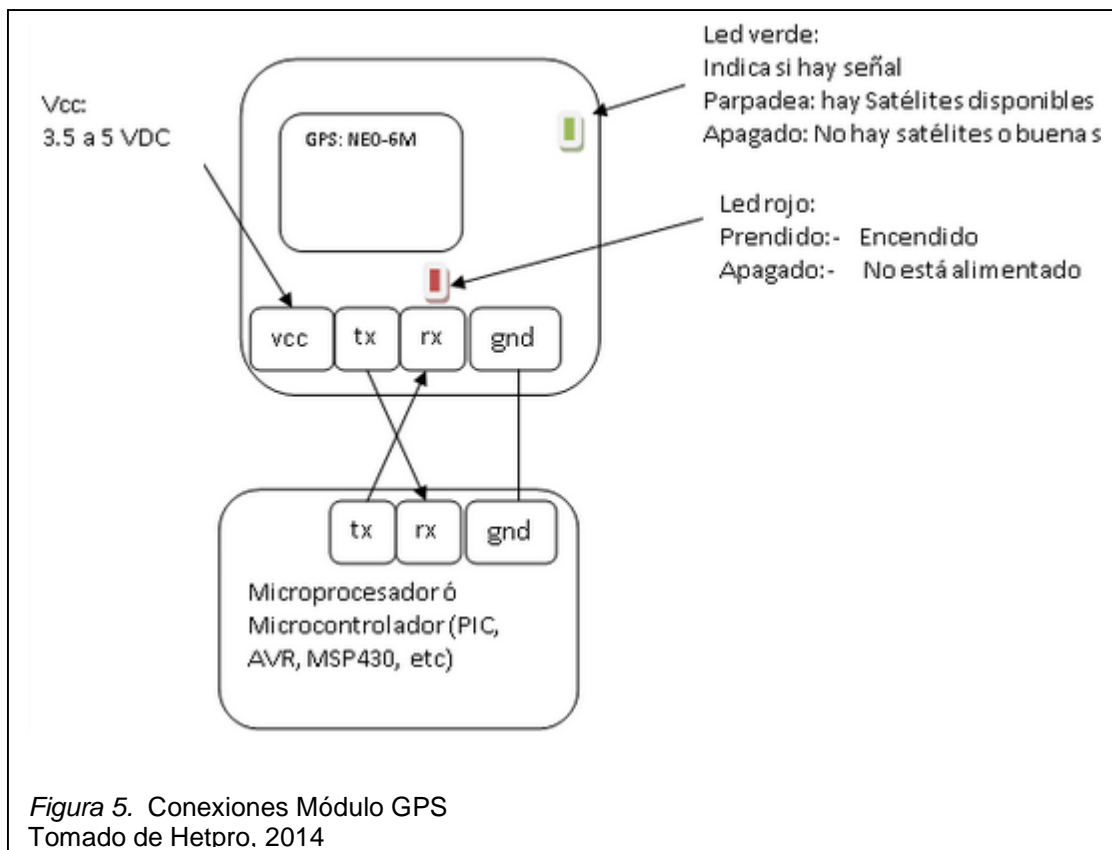 Led verde:
Indica si hay señal
Parpadea: hay Satélites disponibles
Apagado: No hay satélites o buena s
Vcc:
3.5 a 5 VDC
GPS: NEO-6M
Led rojo:
Prendido:- Encendido
Apagado:- No está alimentado
vcc tx rx gnd
tx rx gnd
Microprocesador ó
Microcontrolador (PIC,
AVR, MSP430, etc)
Figura 5. Conexiones Módulo GPS
Tomado de Hetpro, 2014